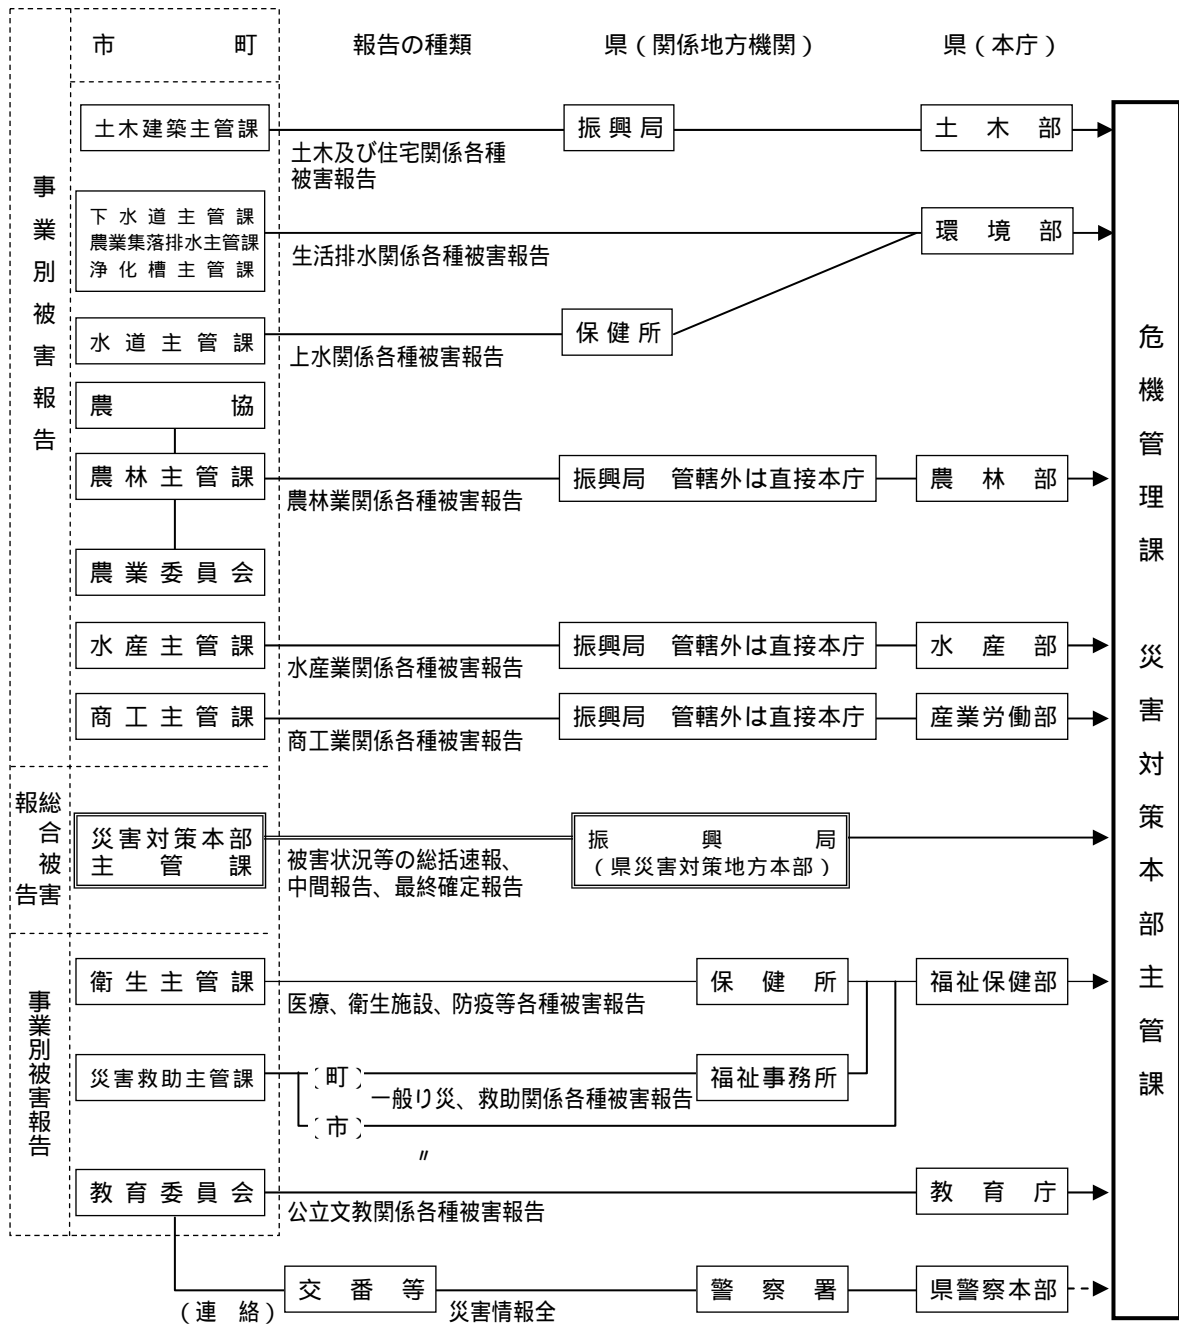 市　町　報告の種類　県（関係地方機関）　県（本庁）
事業別被害報告
土木建築主管課　振興局　土木部
土木及び住宅関係各種
被害報告
下水道主管課
農業集落排水主管課
浄化槽主管課
環境部
生活排水関係各種被害報告
水道主管課　保健所
上水関係各種被害報告
農協
農林主管課　振興局　管轄外は直接本庁　農林部
農林業関係各種被害報告
農業委員会
水産主管課　振興局　管轄外は直接本庁　水産部
水産業関係各種被害報告
商工主管課　振興局　管轄外は直接本庁　産業労働部
商工業関係各種被害報告
総合被害
報告
災害対策本部
主管課
被害状況等の総括速報、
中間報告、最終確定報告
振興局
（県災害対策地方本部）
事業別被害報告
衛生主管課　保健所　福祉保健部
医療、衛生施設、防疫等各種被害報告
災害救助主管課　〔町〕　福祉事務所
一般り災、救助関係各種被害報告
〔市〕
〃
教育委員会　教育庁
公立文教関係各種被害報告
交番等　警察署　県警察本部
（連　絡）　災害情報全
危機管理課　災害対策本部主管課